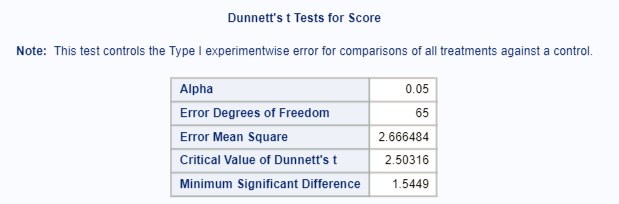 Dunnett's t Tests for Score
Note: This test controls the Type I experimentwise error for comparisons of all treatments against a control.
Alpha 0.05
Error Degrees of Freedom 65
Error Mean Square 2.666484
Critical Value of Dunnett's t 2.50316
Minimum Significant Difference 1.5449